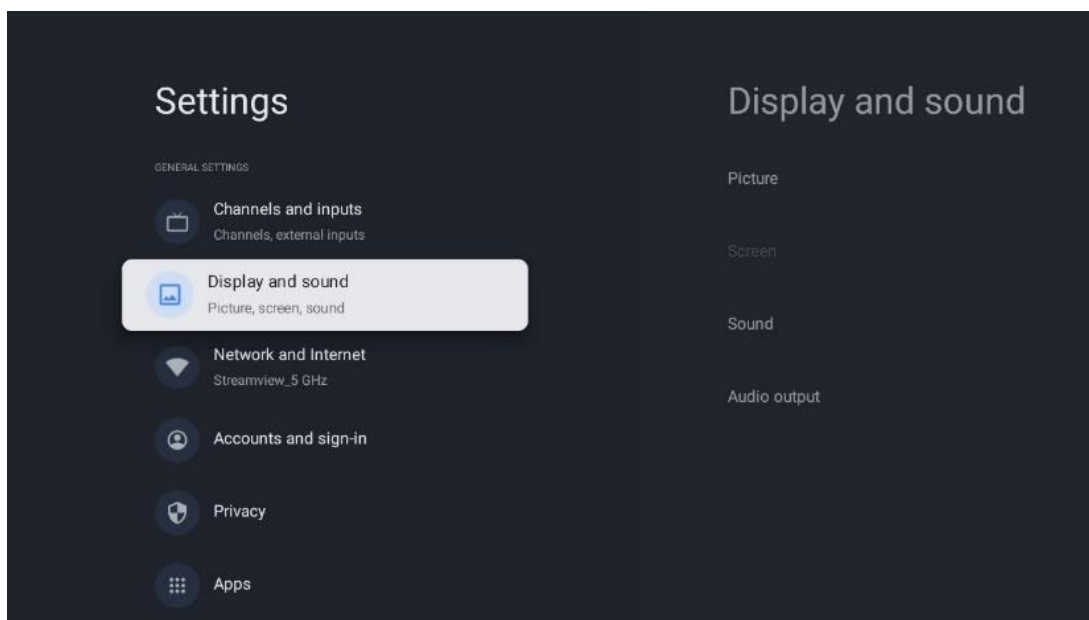 Settings
GENERAL SETTINGS
Channels and inputs
Channels, external inputs
Display and sound
Picture, screen, sound
Network and Internet
Streamview_5 GHz
Accounts and sign-in
Privacy
Apps
Display and sound
Picture
Screen
Sound
Audio output